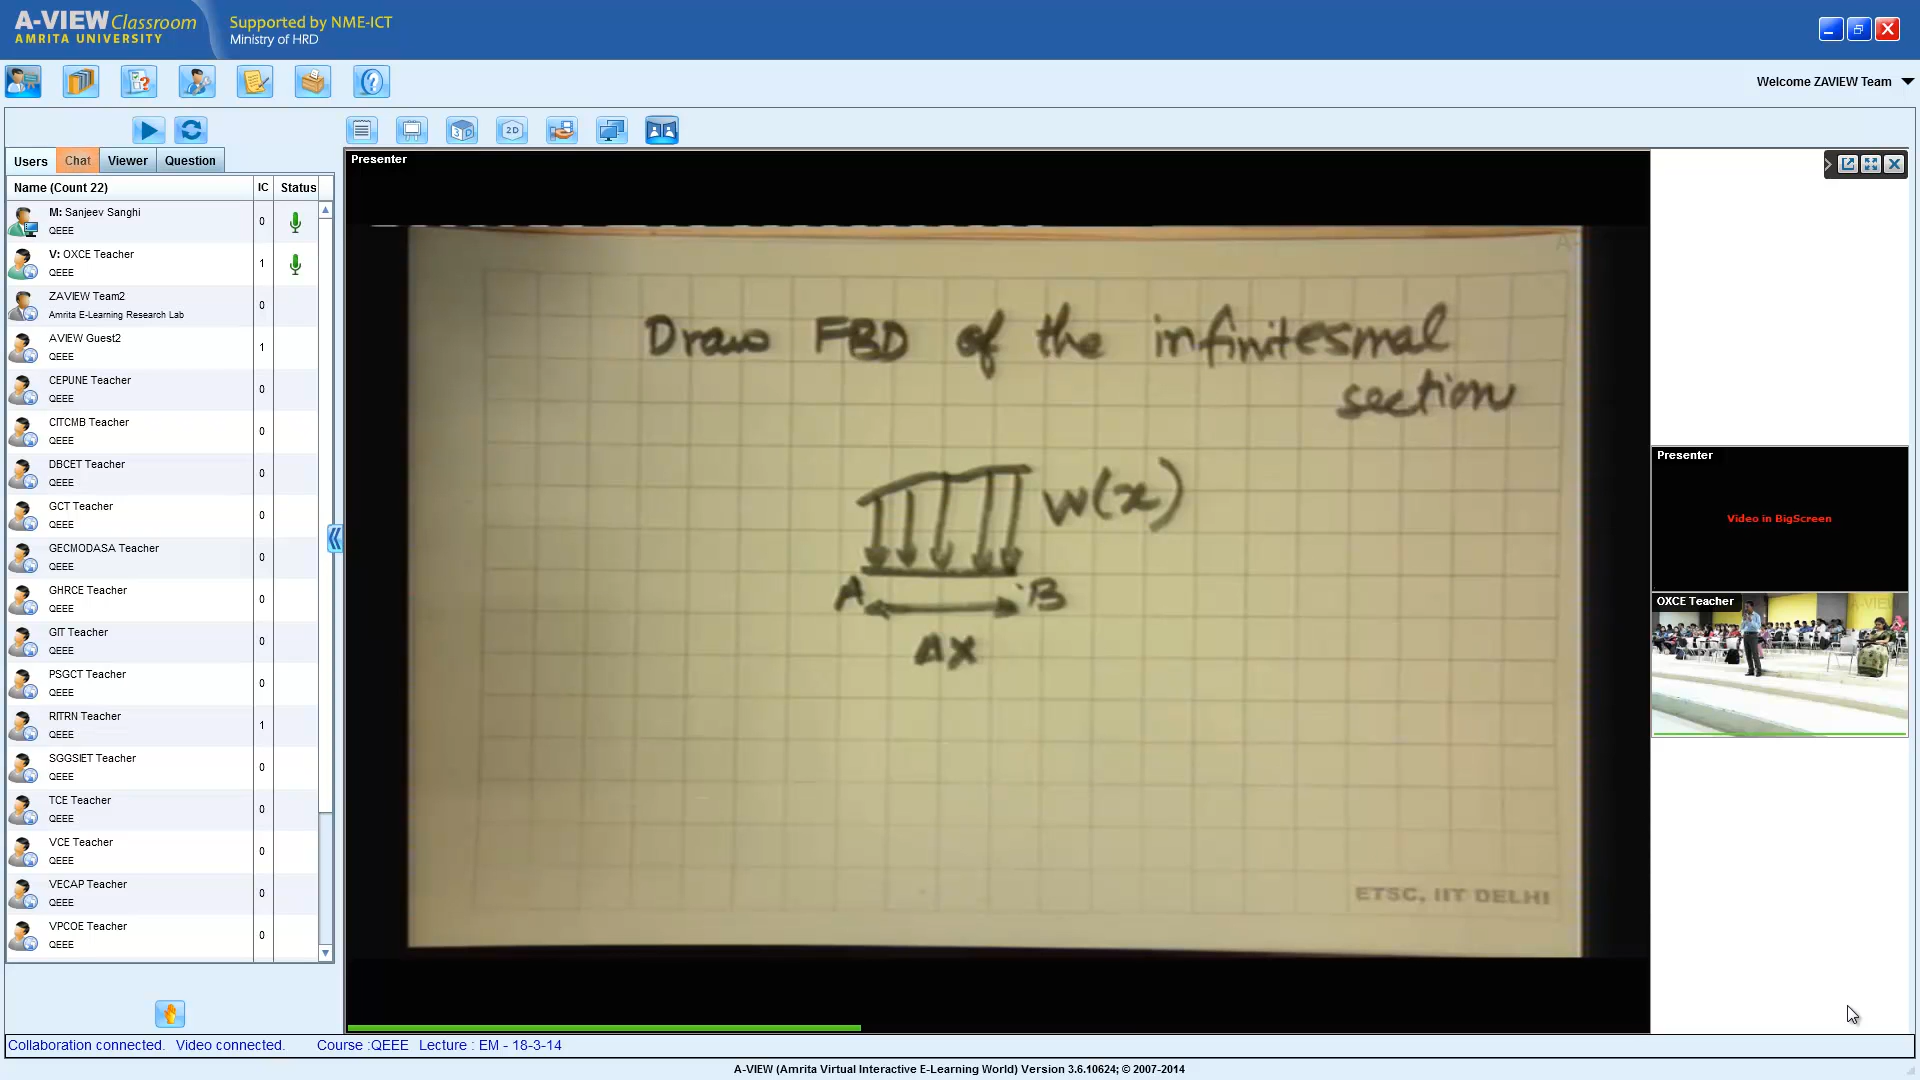 A-VIEW Classroom
AMRITA UNIVERSITY
Supported by NME-ICT
Ministry of HRD
Welcome ZAVIEW Team
3D
2D
Users
Chat
Viewer
Question
Name (Count 22)
IC
Status
M: Sanjeev Sanghi
QEEE
0
V: OXCE Teacher
QEEE
1
ZAVIEW Team2
Amrita E-Learning Research Lab
0
AVIEW Guest2
QEEE
1
CEPUNE Teacher
QEEE
0
CITCMB Teacher
QEEE
0
DBCET Teacher
QEEE
0
GCT Teacher
QEEE
0
GECMODASA Teacher
QEEE
0
GHRCE Teacher
QEEE
0
GIT Teacher
QEEE
0
PSGCT Teacher
QEEE
0
RITRN Teacher
QEEE
1
SGGSIET Teacher
QEEE
0
TCE Teacher
QEEE
0
VCE Teacher
QEEE
0
VECAP Teacher
QEEE
0
VPCOE Teacher
QEEE
0
Presenter
Draw FBD of the infinitesmal
section
W(x)
A
B
Δx
ETSC, IIT DELHI
Presenter
Video in BigScreen
OXCE Teacher
A-VIEW
Collaboration connected. Video connected. Course :QEEE Lecture : EM - 18-3-14
A-VIEW (Amrita Virtual Interactive E-Learning World) Version 3.6.10624; © 2007-2014